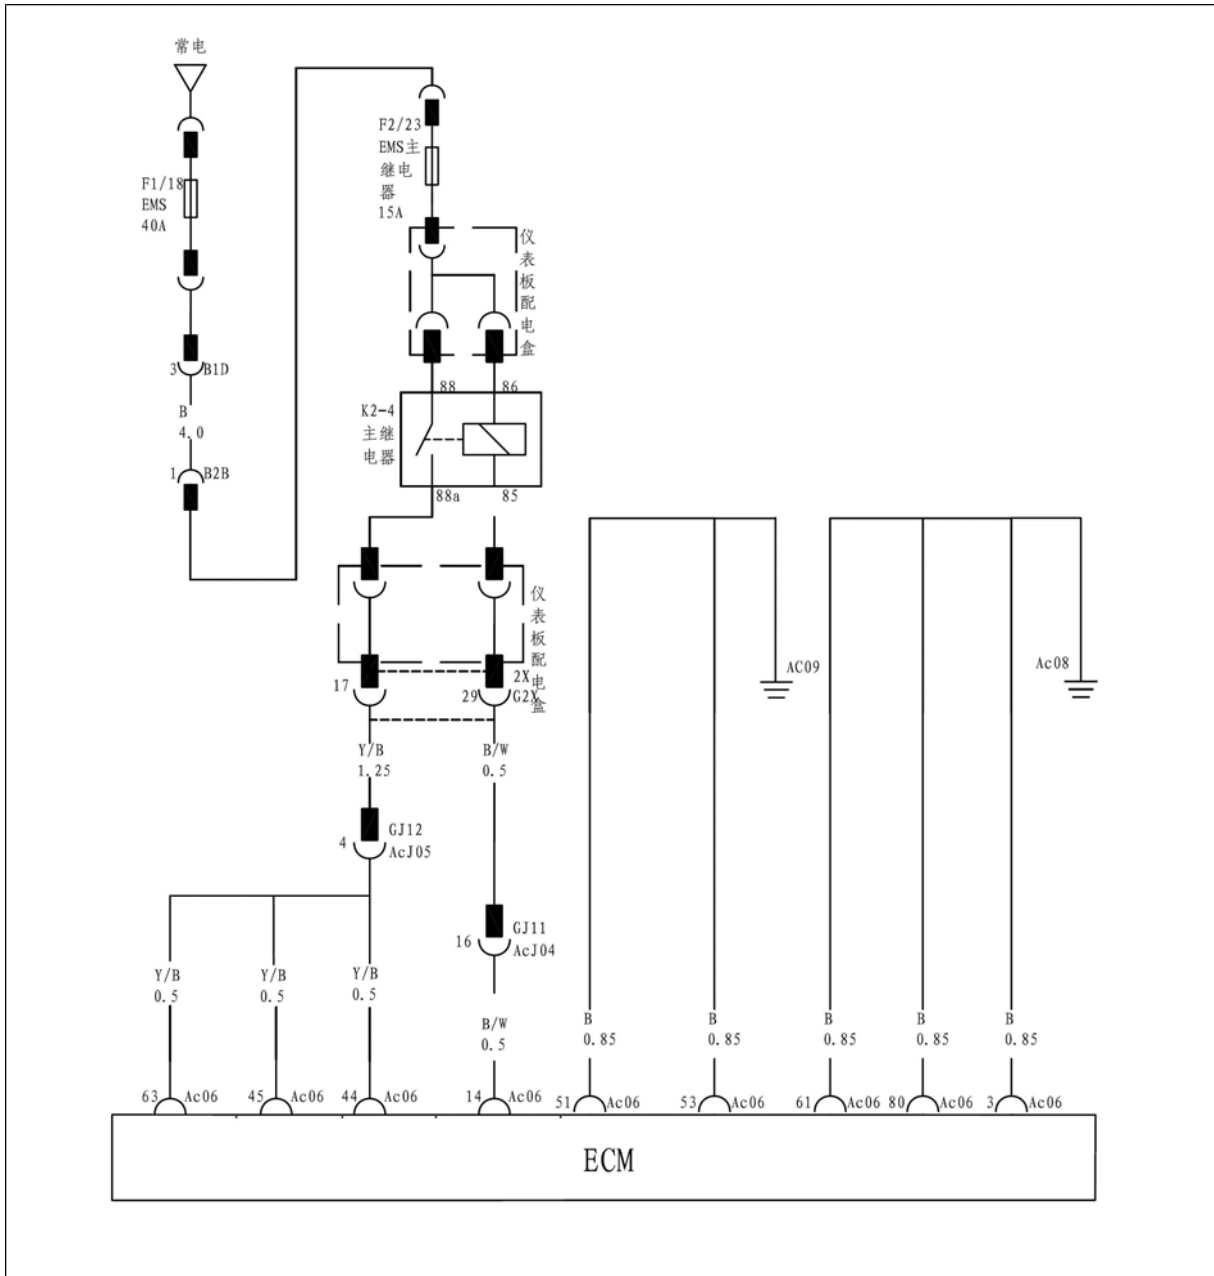 常电
F1/18
EMS
40A
3
B1D
B
4.0
1
B2B
F2/23
EMS主
继电
器
15A
仪
表
板
配
电
盒
88
86
K2-4
主继
电器
88a
85
仪
表
板
配
电
盒
17
29
2X
G2X
Y/B
1.25
B/W
0.5
4
GJ12
AcJ05
16
GJ11
AcJ04
AC09
Ac08
Y/B
0.5
Y/B
0.5
Y/B
0.5
B/W
0.5
B
0.85
B
0.85
B
0.85
B
0.85
B
0.85
63
Ac06
45
Ac06
44
Ac06
14
Ac06
51
Ac06
53
Ac06
61
Ac06
80
Ac06
3
Ac06
ECM